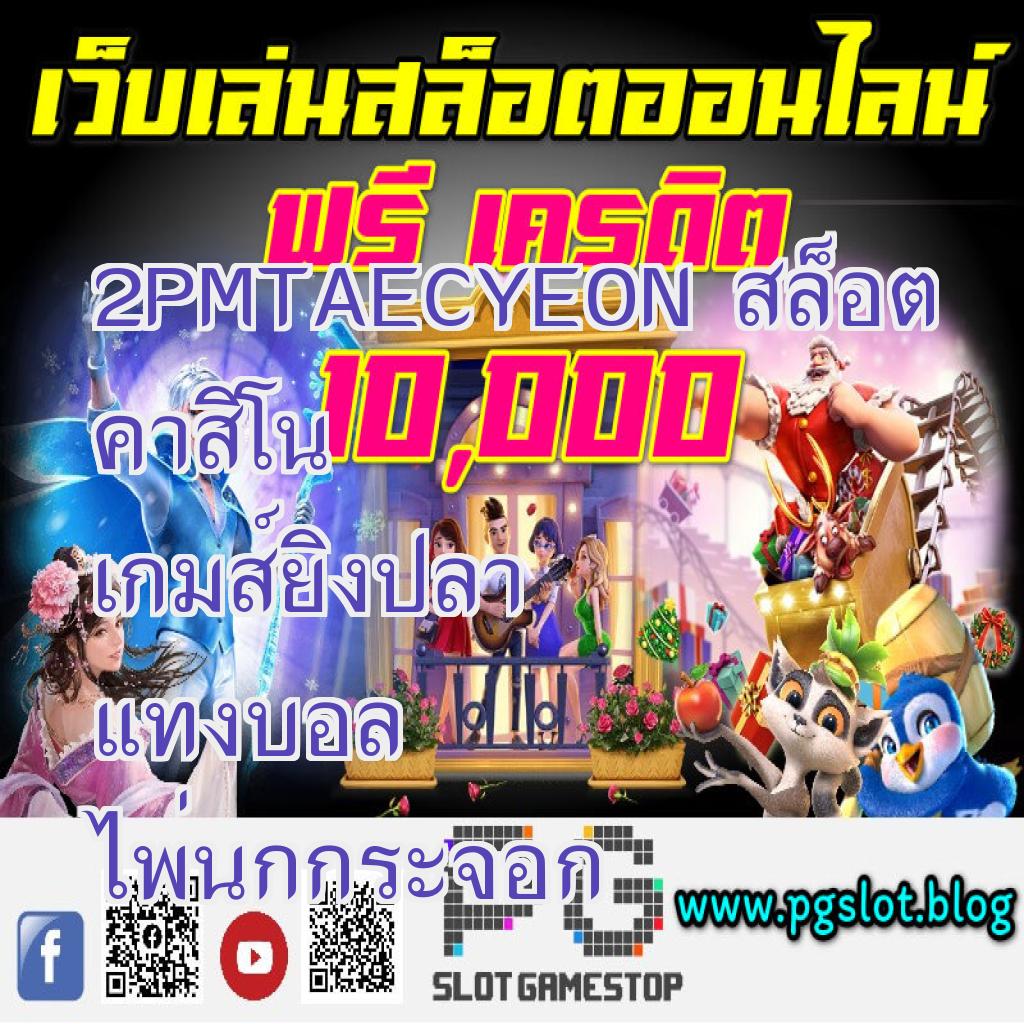 เว็บเล่นสล็อตออนไลน์
ฟรี เครดิต
2PMTAECYEON สล็อต
10,000
คาสิโน
เกมส์ยิงปลา
แทงบอล
ไพ่นกกระจอก
PG
www.pgslot.blog
SLOT GAMESTOP